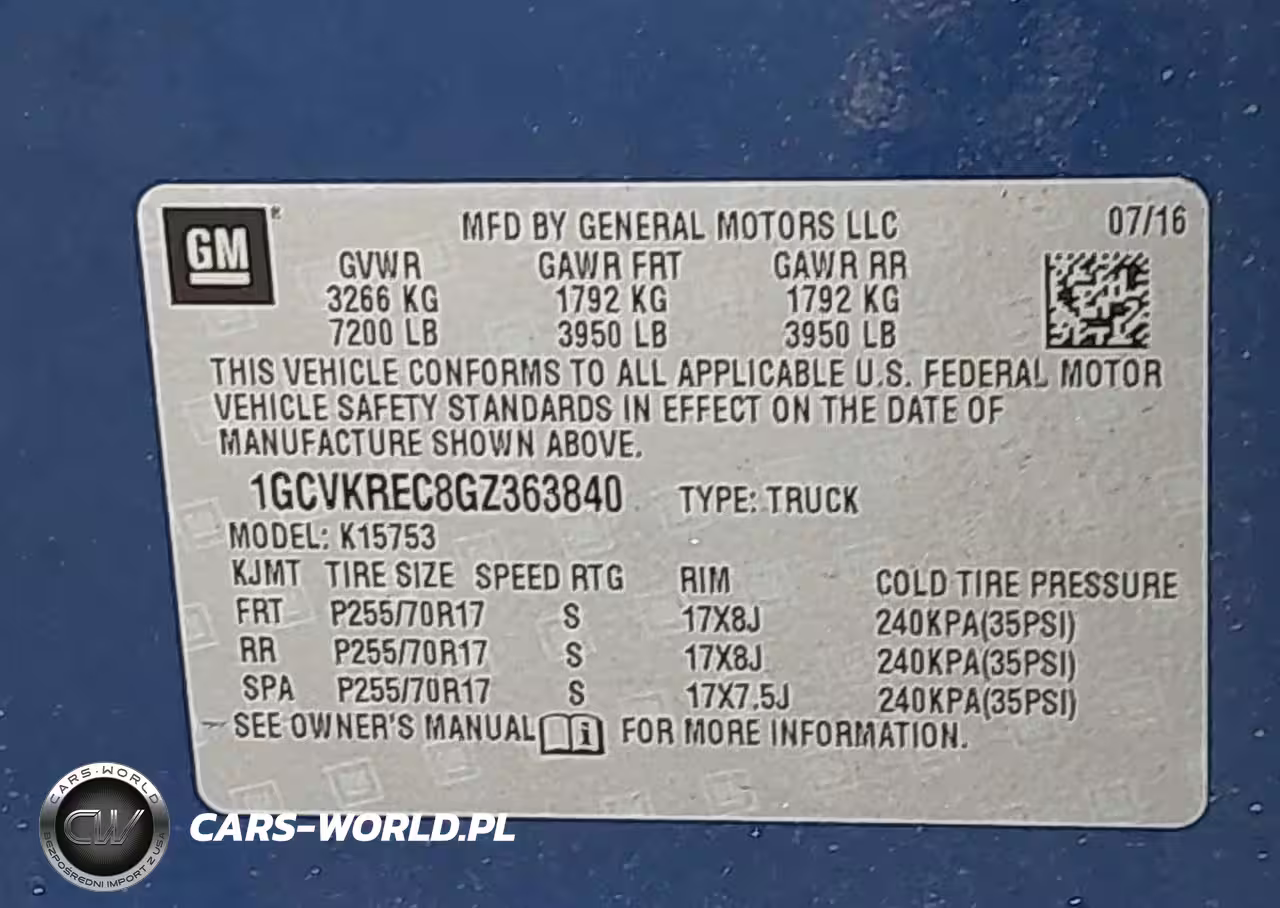 GM®
MFD BY GENERAL MOTORS LLC 07/16
GVWR GAWR FRT GAWR RR
3266 KG 1792 KG 1792 KG
7200 LB 3950 LB 3950 LB
THIS VEHICLE CONFORMS TO ALL APPLICABLE U.S. FEDERAL MOTOR
VEHICLE SAFETY STANDARDS IN EFFECT ON THE DATE OF
MANUFACTURE SHOWN ABOVE.
1GCVKREC8GZ363840 TYPE: TRUCK
MODEL: K15753
KJMT TIRE SIZE SPEED RTG RIM COLD TIRE PRESSURE
FRT P255/70R17 S 17X8J 240KPA(35PSI)
RR P255/70R17 S 17X8J 240KPA(35PSI)
SPA P255/70R17 S 17X7.5J 240KPA(35PSI)
SEE OWNER'S MANUAL i FOR MORE INFORMATION.
CARS-WORLD
CW
BEZPOŚREDNI IMPORT Z USA
CARS-WORLD.PL